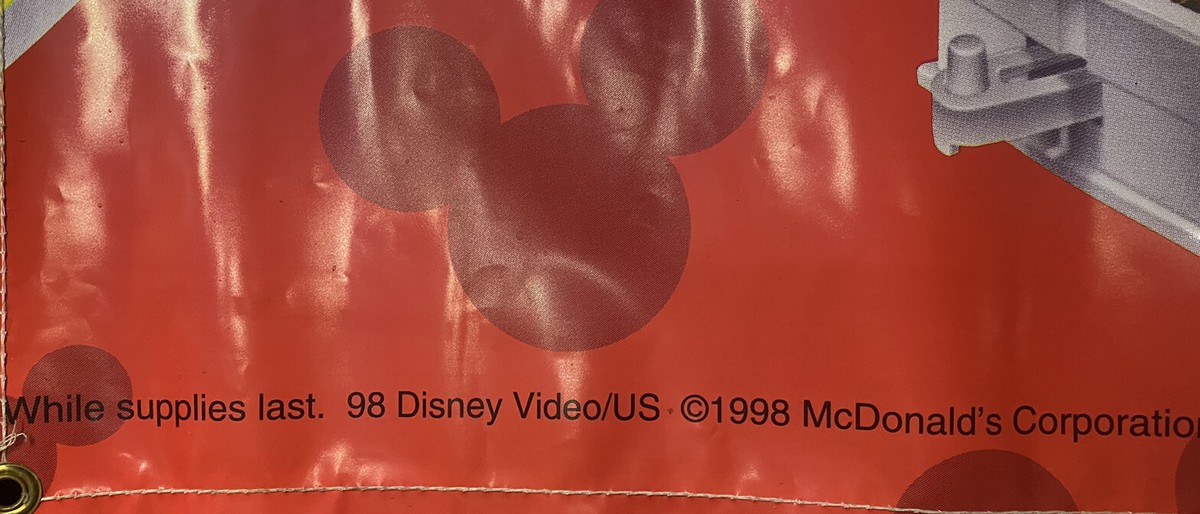 While supplies last. 98 Disney Video/US ©1998 McDonald's Corporatio